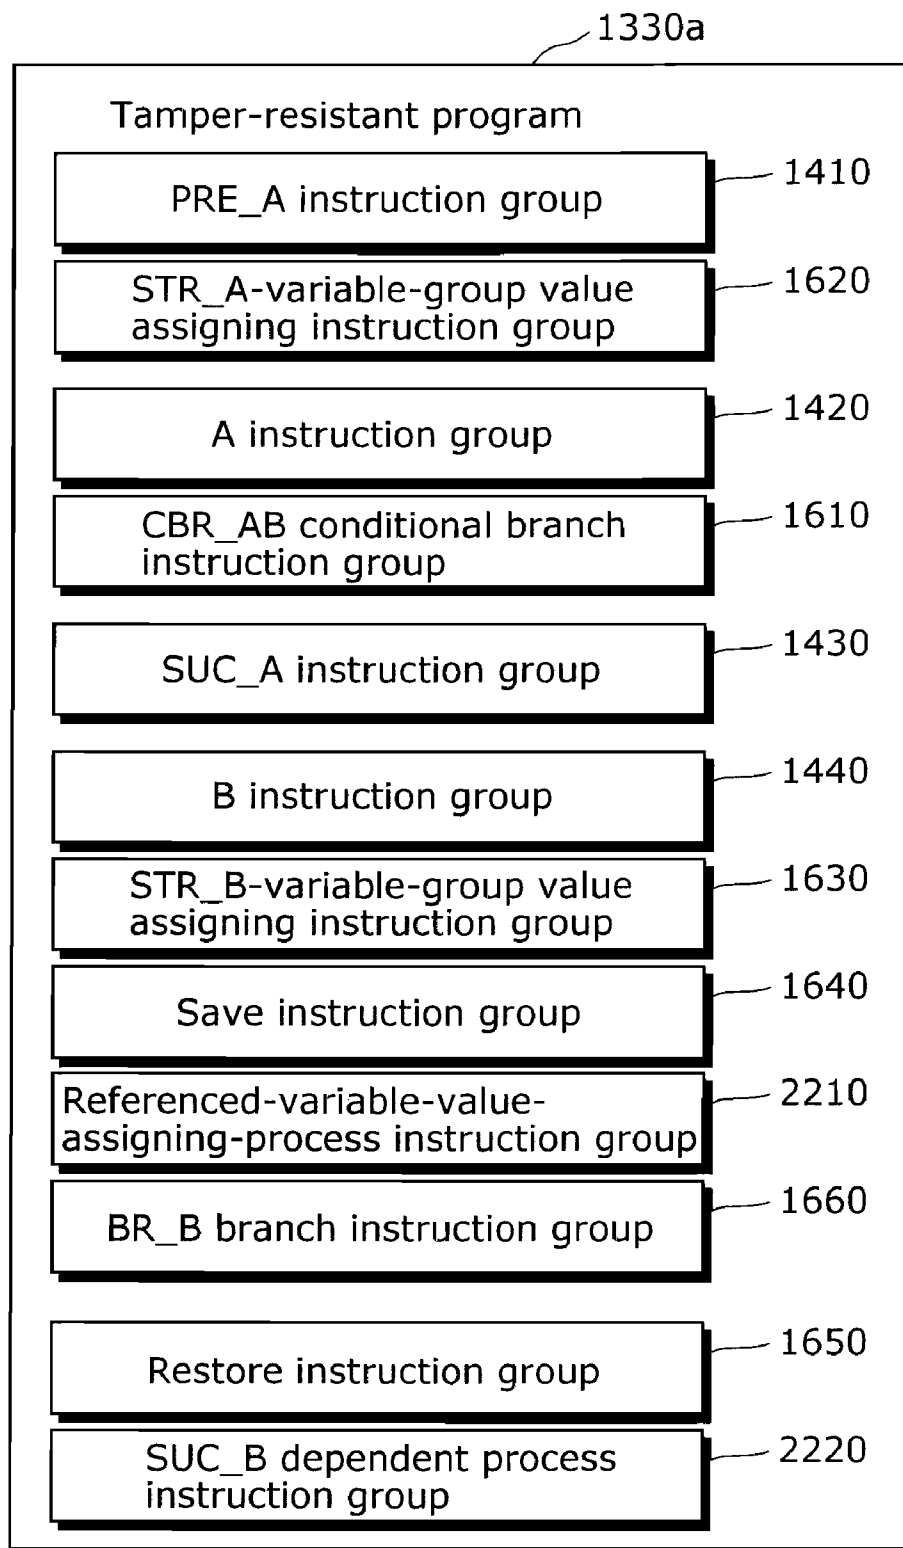 1330a
Tamper-resistant program
PRE_A instruction group
1410
STR_A-variable-group value
assigning instruction group
1620
A instruction group
1420
CBR_AB conditional branch
instruction group
1610
SUC_A instruction group
1430
B instruction group
1440
STR_B-variable-group value
assigning instruction group
1630
Save instruction group
1640
Referenced-variable-value-
assigning-process instruction group
2210
BR_B branch instruction group
1660
Restore instruction group
1650
SUC_B dependent process
instruction group
2220